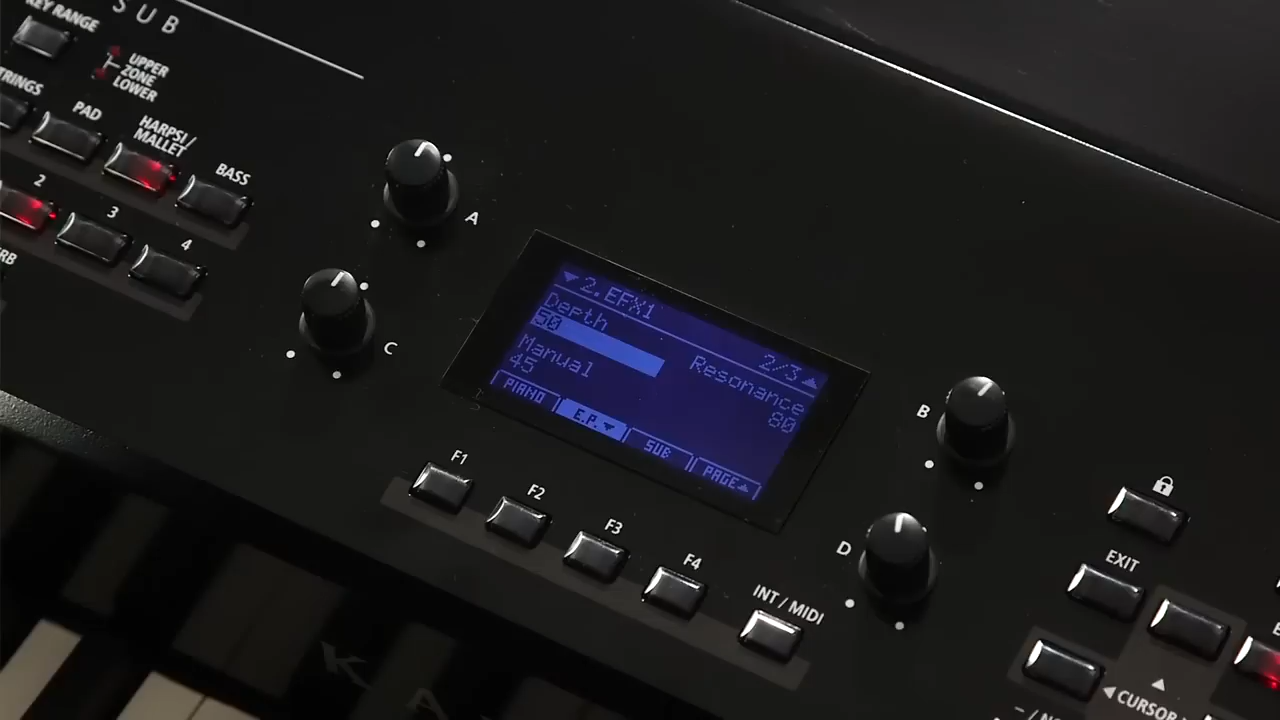 KEY RANGE
SUB
UPPER
ZONE
LOWER
PAD
HARPSI/
MALLET
BASS
2
3
4
A
C
2.EFX1
2/3
Depth
50
Resonance
80
Manual
45
PIANO
E.P.
SUB
PAGE
B
D
F1
F2
F3
F4
INT / MIDI
EXIT
CURSOR